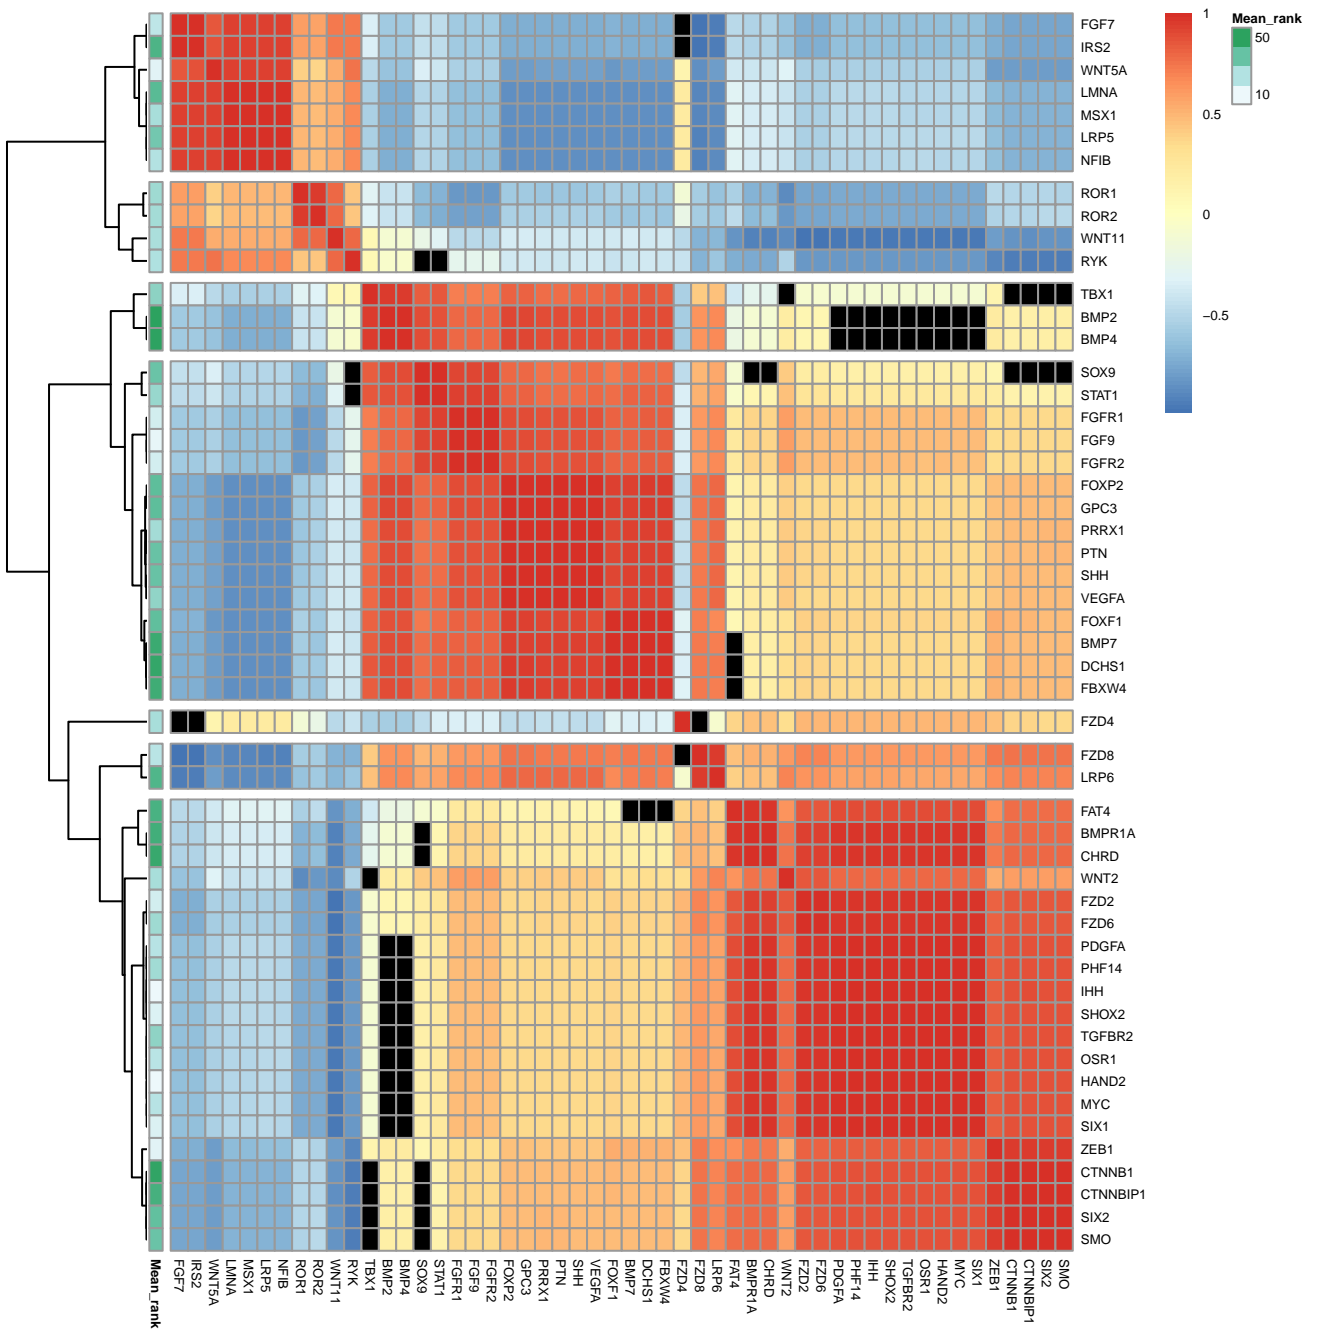 1
0.5
0
−0.5
Mean_rank
50
10
FGF7
IRS2
WNT5A
LMNA
MSX1
LRP5
NFIB
ROR1
ROR2
WNT11
RYK
TBX1
BMP2
BMP4
SOX9
STAT1
FGFR1
FGF9
FGFR2
FOXP2
GPC3
PRRX1
PTN
SHH
VEGFA
FOXF1
BMP7
DCHS1
FBXW4
FZD4
FZD8
LRP6
FAT4
BMPR1A
CHRD
WNT2
FZD2
FZD6
PDGFA
PHF14
IHH
SHOX2
TGFBR2
OSR1
HAND2
MYC
SIX1
ZEB1
CTNNB1
CTNNBIP1
SIX2
SMO
Mean_rank
FGF7
IRS2
WNT5A
LMNA
MSX1
LRP5
NFIB
ROR1
ROR2
WNT11
RYK
TBX1
BMP2
BMP4
SOX9
STAT1
FGFR1
FGF9
FGFR2
FOXP2
GPC3
PRRX1
PTN
SHH
VEGFA
FOXF1
BMP7
DCHS1
FBXW4
FZD4
FZD8
LRP6
FAT4
BMPR1A
CHRD
WNT2
FZD2
FZD6
PDGFA
PHF14
IHH
SHOX2
TGFBR2
OSR1
HAND2
MYC
SIX1
ZEB1
CTNNB1
CTNNBIP1
SIX2
SMO